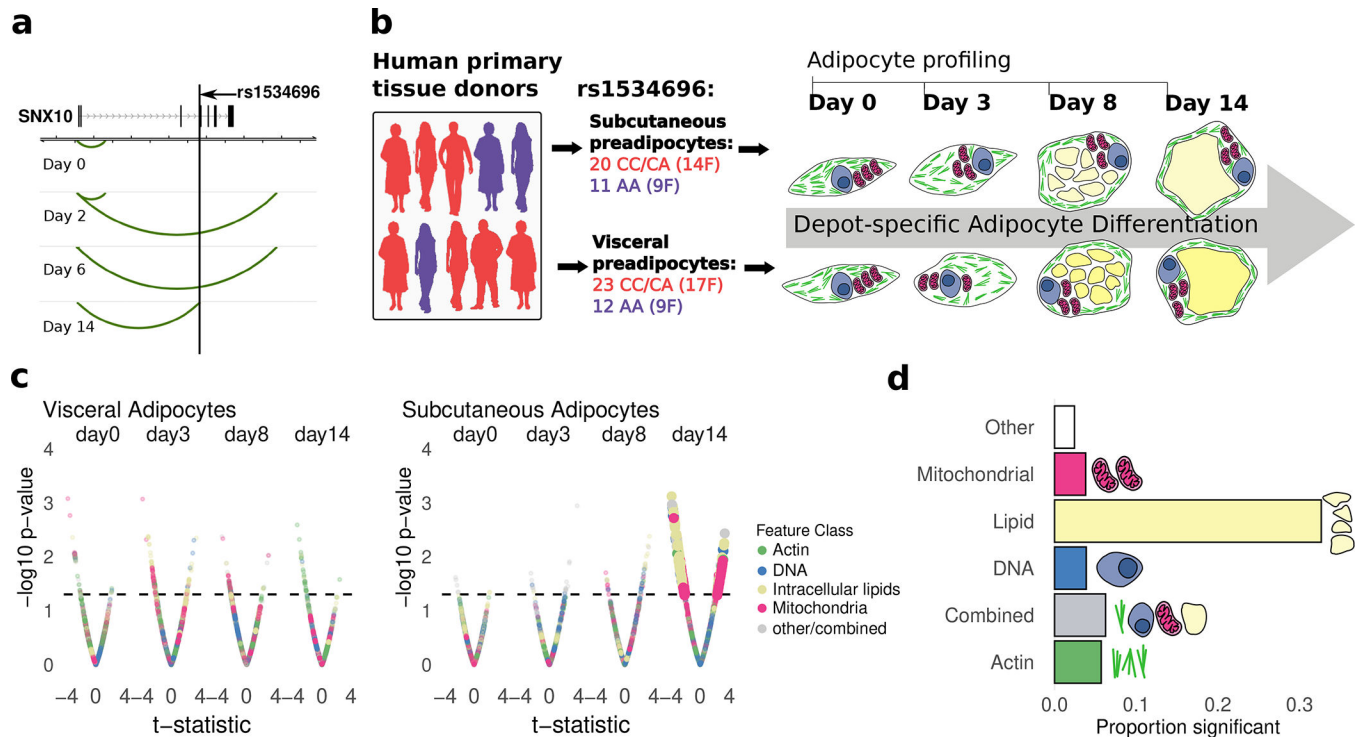 a
rs1534696
SNX10
Day 0
Day 2
Day 6
Day 14
b
Human primary
tissue donors
rs1534696:
Subcutaneous
preadipocytes:
20 CC/CA (14F)
11 AA (9F)
Visceral
preadipocytes:
23 CC/CA (17F)
12 AA (9F)
Adipocyte profiling
Day 0 Day 3 Day 8 Day 14
Depot-specific Adipocyte Differentiation
c
Visceral Adipocytes
day0 day3 day8 day14
−log10 p−value
4
3
2
1
0
−4 0 4−4 0 4−4 0 4−4 0 4
t−statistic
Subcutaneous Adipocytes
day0 day3 day8 day14
−log10 p−value
4
3
2
1
0
−4 0 4−4 0 4−4 0 4−4 0 4
t−statistic
Feature Class
Actin
DNA
Intracellular lipids
Mitochondria
other/combined
d
Other
Mitochondrial
Lipid
DNA
Combined
Actin
0.0 0.1 0.2 0.3
Proportion significant